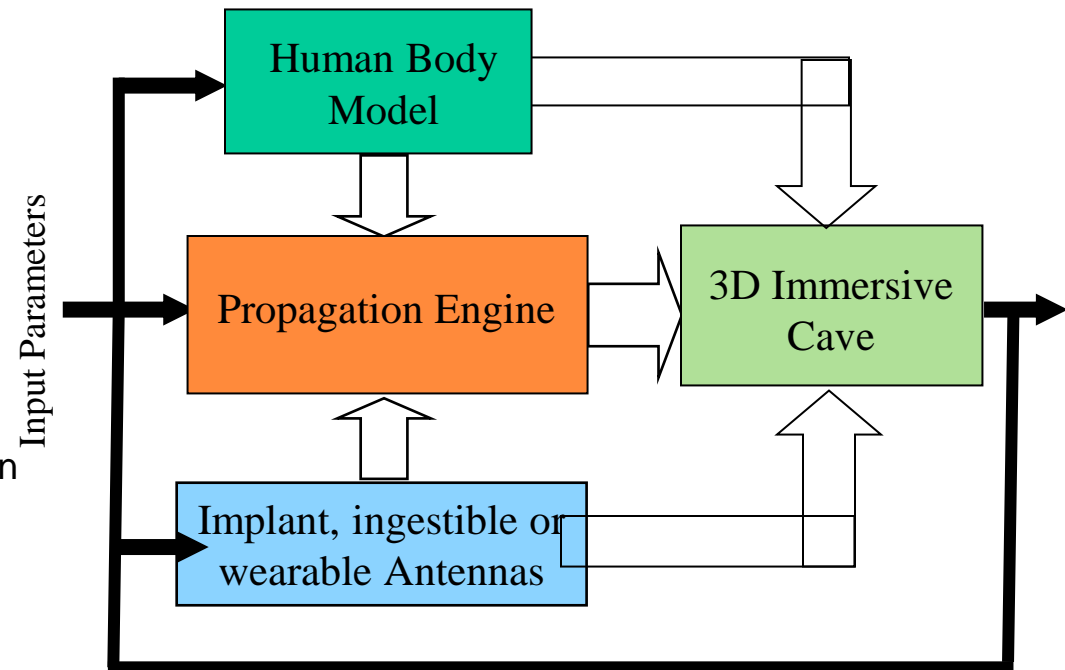 Human Body
Model
Input Parameters
Propagation Engine
3D Immersive
Cave
n
Implant, ingestible or
wearable Antennas